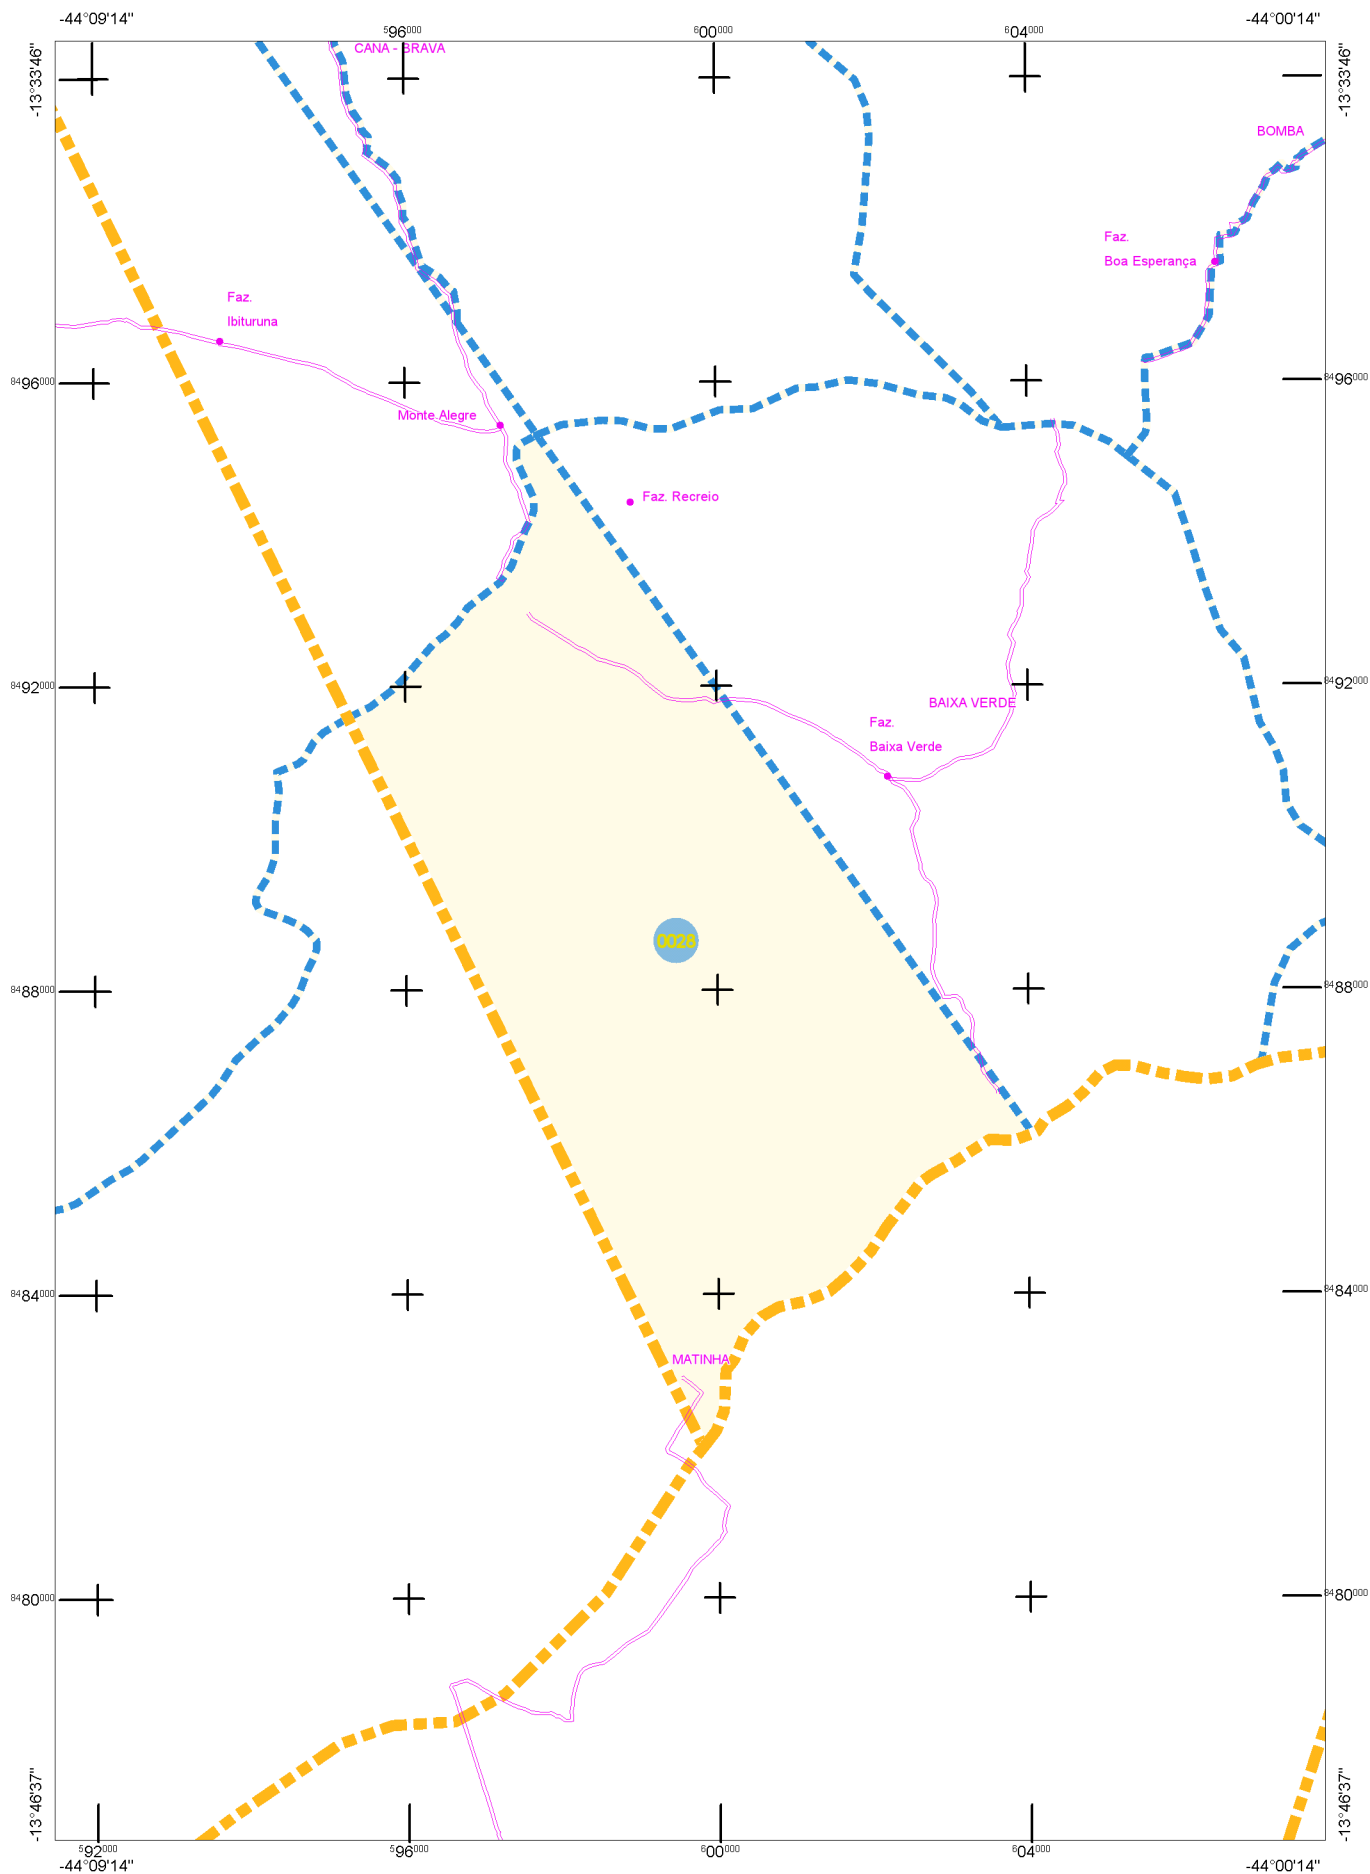 -44°09'14"
596000
600000
604000
-44°00'14"
-13°33'46"
-13°33'46"
CANA - BRAVA
BOMBA
Faz.
Boa Esperança
Faz.
Ibituruna
8496000
8496000
Monte Alegre
Faz. Recreio
8492000
8492000
BAIXA VERDE
Faz.
Baixa Verde
0028
8488000
8488000
8484000
8484000
MATINHA
8480000
8480000
-13°46'37"
-13°46'37"
592000
596000
600000
604000
-44°09'14"
-44°00'14"